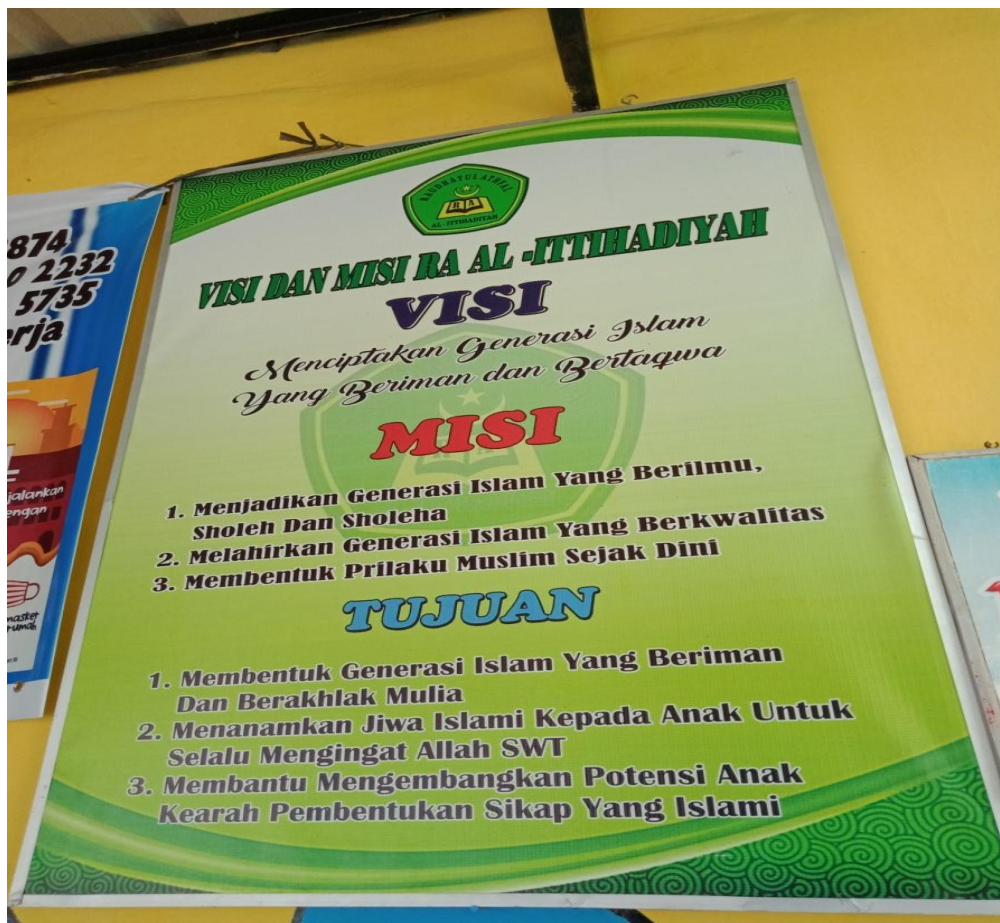 RAUDHATUL ATHFAL
RA
AL-ITTIHADIYAH
VISI DAN MISI RA AL -ITTIHADIYAH
VISI
Menciptakan Generasi Islam
Yang Beriman dan Bertaqwa
MISI
1. Menjadikan Generasi Islam Yang Berilmu,
Sholeh Dan Sholeha
2. Melahirkan Generasi Islam Yang Berkwalitas
3. Membentuk Prilaku Muslim Sejak Dini
TUJUAN
1. Membentuk Generasi Islam Yang Beriman
Dan Berakhlak Mulia
2. Menanamkan Jiwa Islami Kepada Anak Untuk
Selalu Mengingat Allah SWT
3. Membantu Mengembangkan Potensi Anak
Kearah Pembentukan Sikap Yang Islami
874
2232
5735
erja
jalankan
engan
masker
rumah